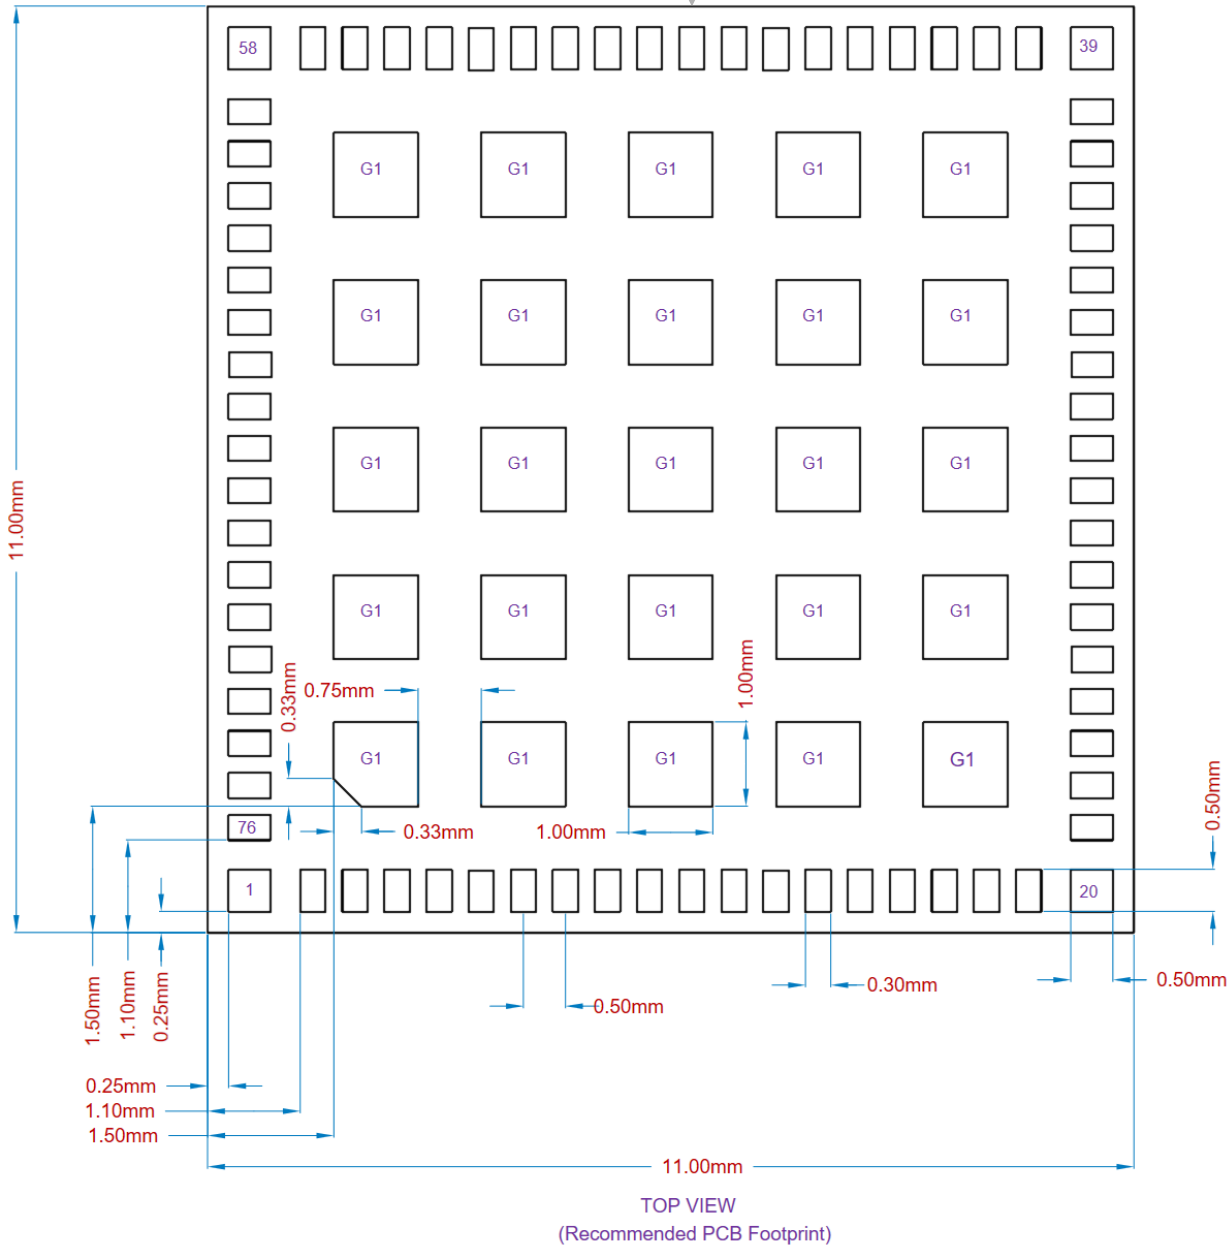 58
39
G1 G1 G1 G1 G1
G1 G1 G1 G1 G1
11.00mm
G1 G1 G1 G1 G1
G1 G1 G1 G1 G1
0.33mm
0.75mm
1.00mm
G1 G1 G1 G1 G1
76
0.33mm
1.00mm
0.50mm
1
20
1.50mm
1.10mm
0.25mm
0.50mm
0.30mm
0.50mm
0.25mm
1.10mm
1.50mm
11.00mm
TOP VIEW
(Recommended PCB Footprint)